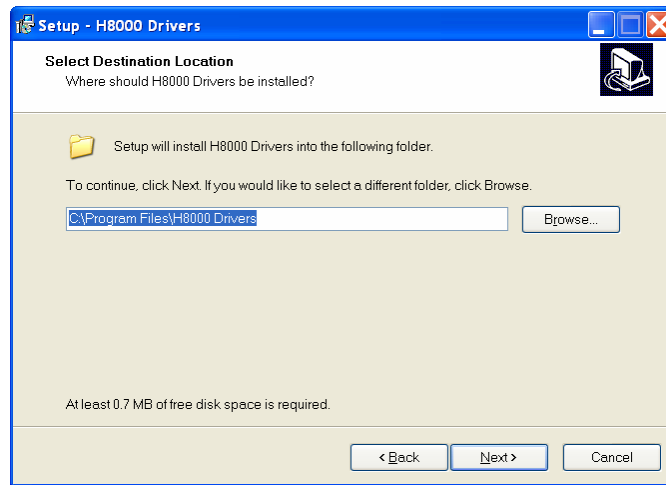 Setup - H8000 Drivers
Select Destination Location
Where should H8000 Drivers be installed?
Setup will install H8000 Drivers into the following folder.
To continue, click Next. If you would like to select a different folder, click Browse.
C:\Program Files\H8000 Drivers
Browse...
At least 0.7 MB of free disk space is required.
< Back
Next >
Cancel